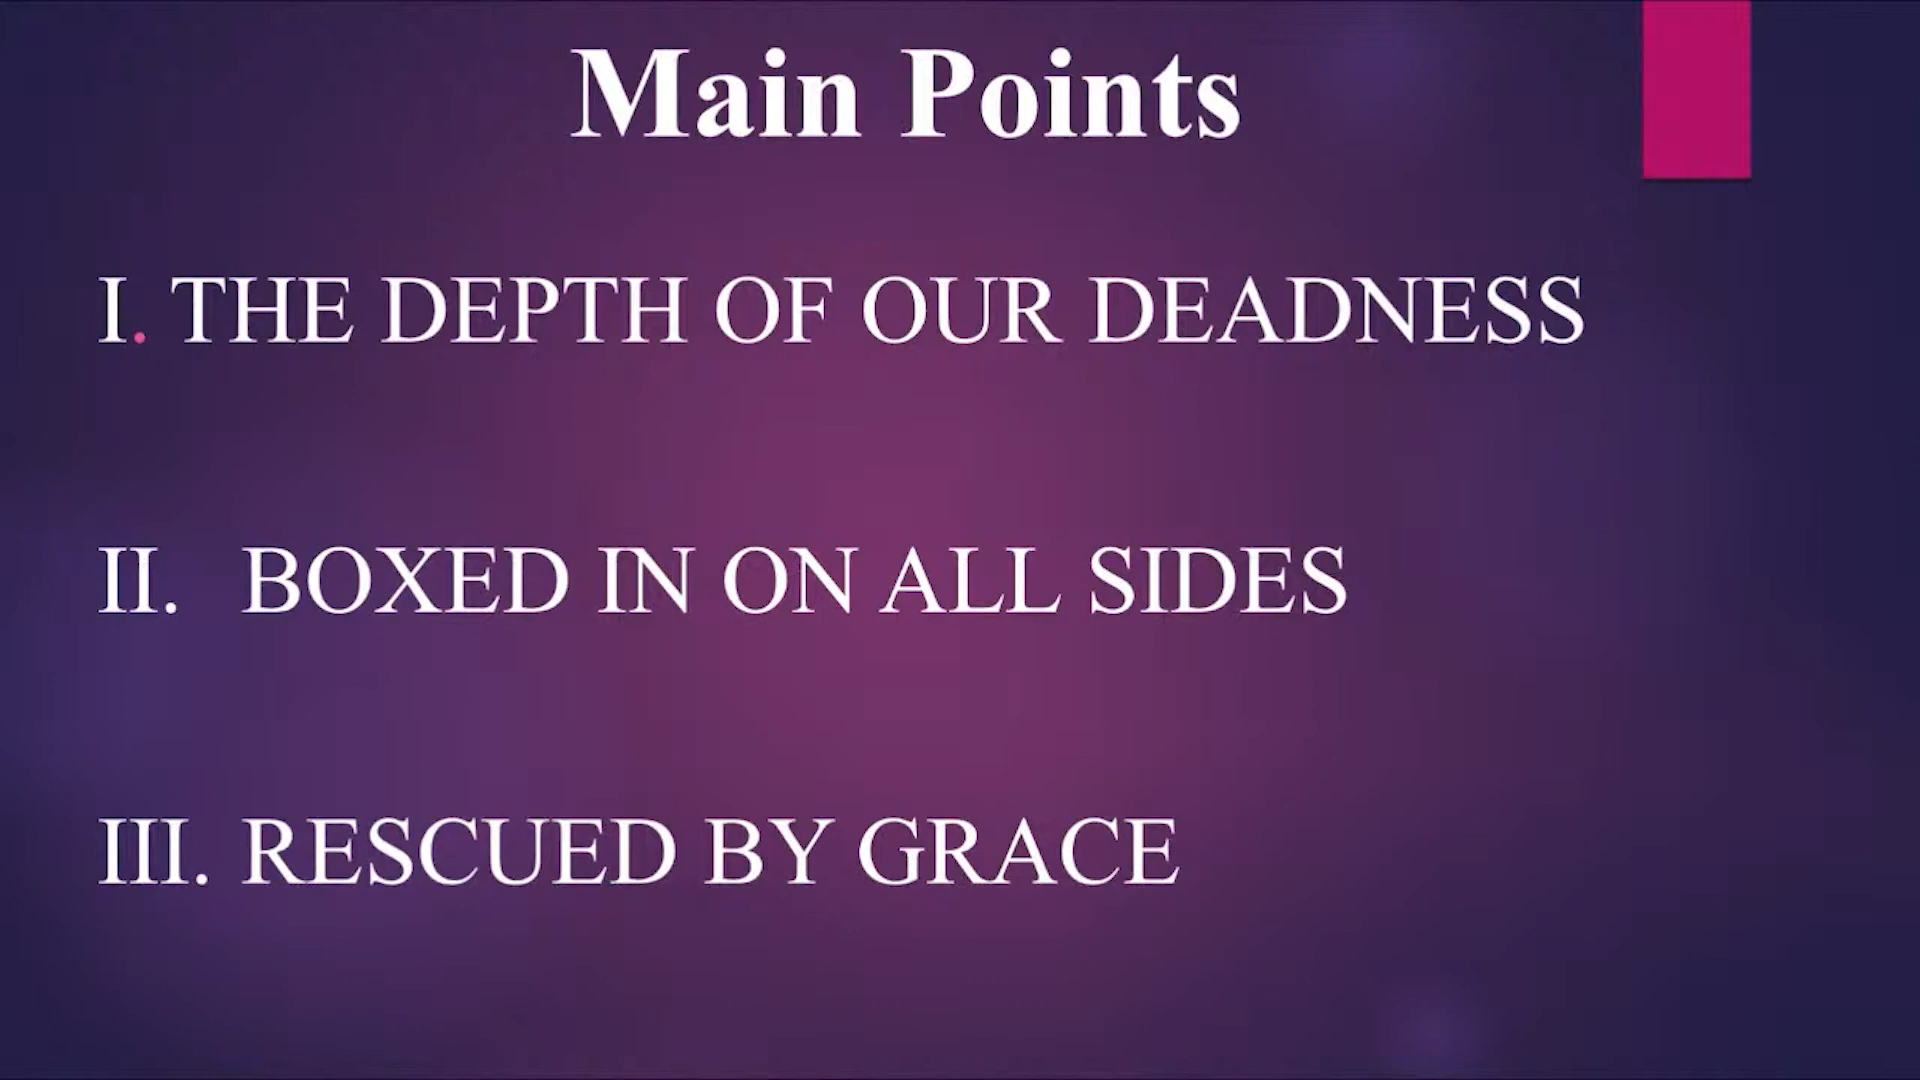 Main Points
I. THE DEPTH OF OUR DEADNESS
II. BOXED IN ON ALL SIDES
III. RESCUED BY GRACE